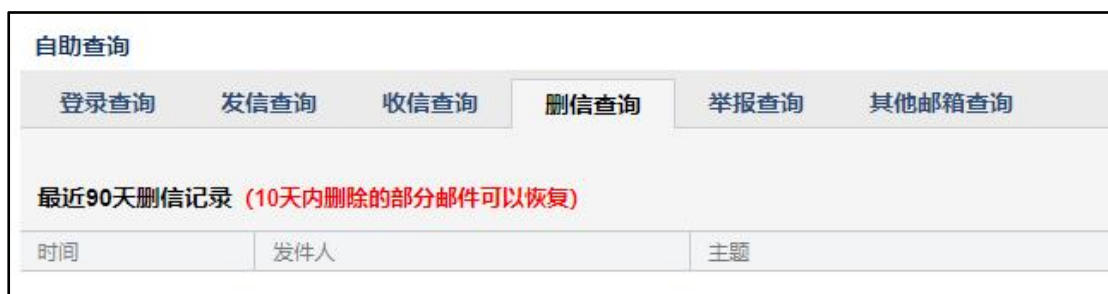 自助查询
登录查询 发信查询 收信查询 删信查询 举报查询 其他邮箱查询
最近90天删信记录 (10天内删除的部分邮件可以恢复)
时间 发件人 主题